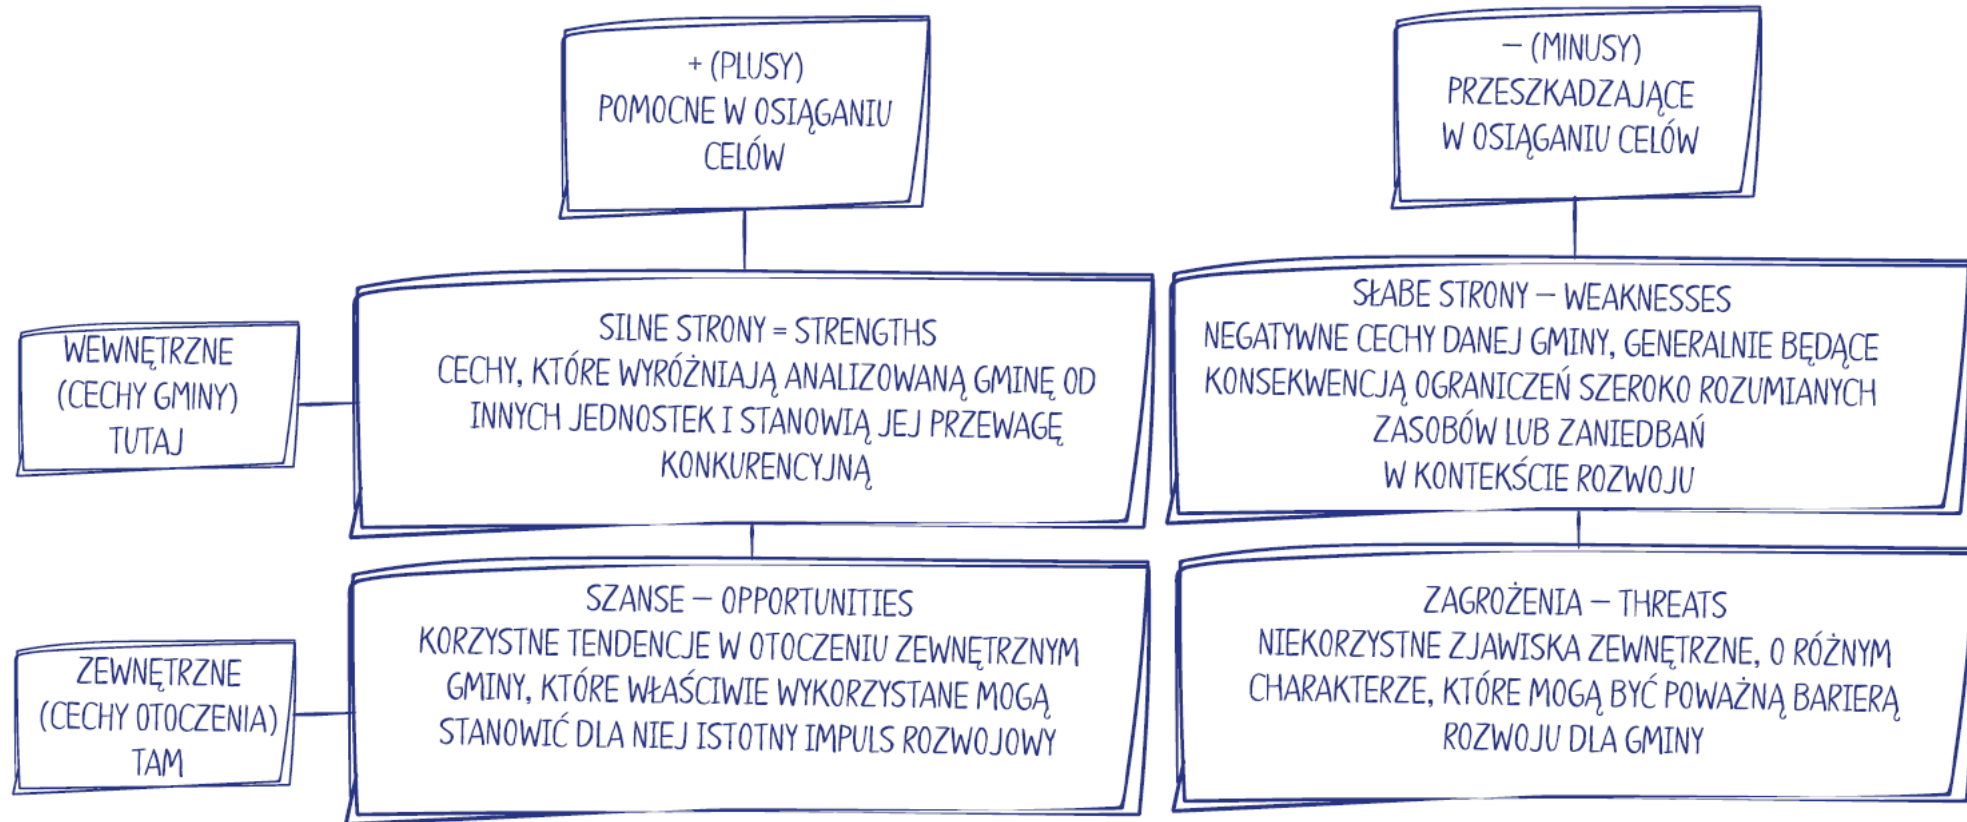 + (PLUSY)
POMOCNE W OSIĄGANIU
CELÓW
— (MINUSY)
PRZESZKADZAJĄCE
W OSIĄGANIU CELÓW
WEWNĘTRZNE
(CECHY GMINY)
TUTAJ
SILNE STRONY = STRENGTHS
CECHY, KTÓRE WYRÓŻNIAJĄ ANALIZOWANĄ GMINĘ OD
INNYCH JEDNOSTEK I STANOWIĄ JEJ PRZEWAGĘ
KONKURENCYJNĄ
SŁABE STRONY — WEAKNESSES
NEGATYWNE CECHY DANEJ GMINY, GENERALNIE BĘDĄCE
KONSEKWENCJĄ OGRANICZEŃ SZEROKO ROZUMIANYCH
ZASOBÓW LUB ZANIEDBAŃ
W KONTEKŚCIE ROZWOJU
ZEWNĘTRZNE
(CECHY OTOCZENIA)
TAM
SZANSE — OPPORTUNITIES
KORZYSTNE TENDENCJE W OTOCZENIU ZEWNĘTRZNYM
GMINY, KTÓRE WŁAŚCIWIE WYKORZYSTANE MOGĄ
STANOWIĆ DLA NIEJ ISTOTNY IMPULS ROZWOJOWY
ZAGROŻENIA — THREATS
NIEKORZYSTNE ZJAWISKA ZEWNĘTRZNE, O RÓŻNYM
CHARAKTERZE, KTÓRE MOGĄ BYĆ POWAŻNĄ BARIERĄ
ROZWOJU DLA GMINY